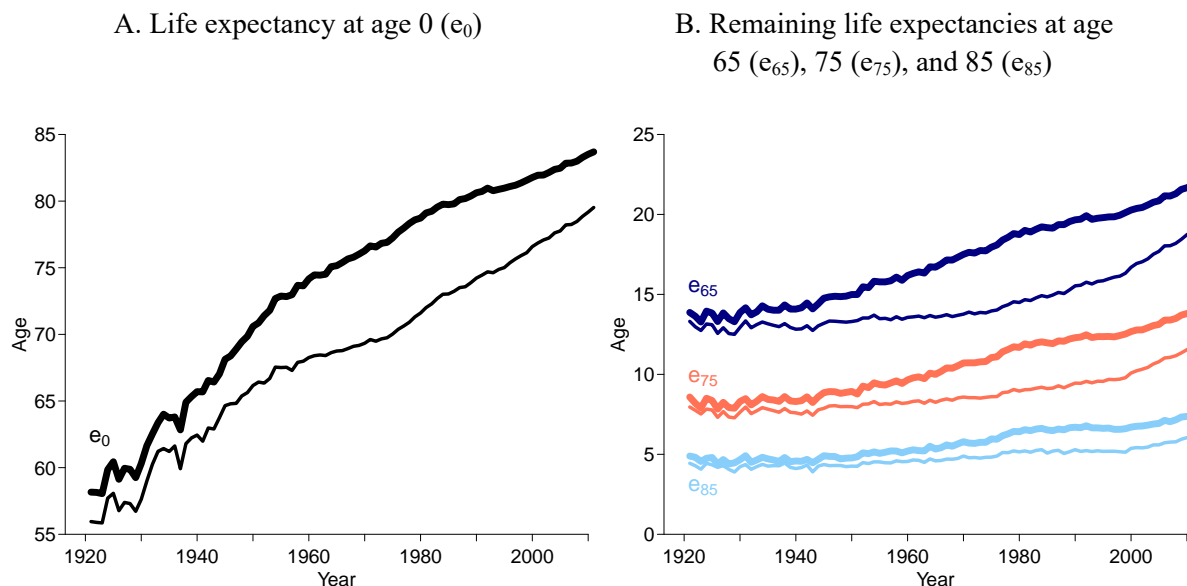 A. Life expectancy at age 0 (e0)
85
80
75
70
65
60
55
Age
e0
1920
1940
1960
1980
2000
Year
B. Remaining life expectancies at age
65 (e65), 75 (e75), and 85 (e85)
25
20
15
10
5
0
Age
e65
e75
e85
1920
1940
1960
1980
2000
Year